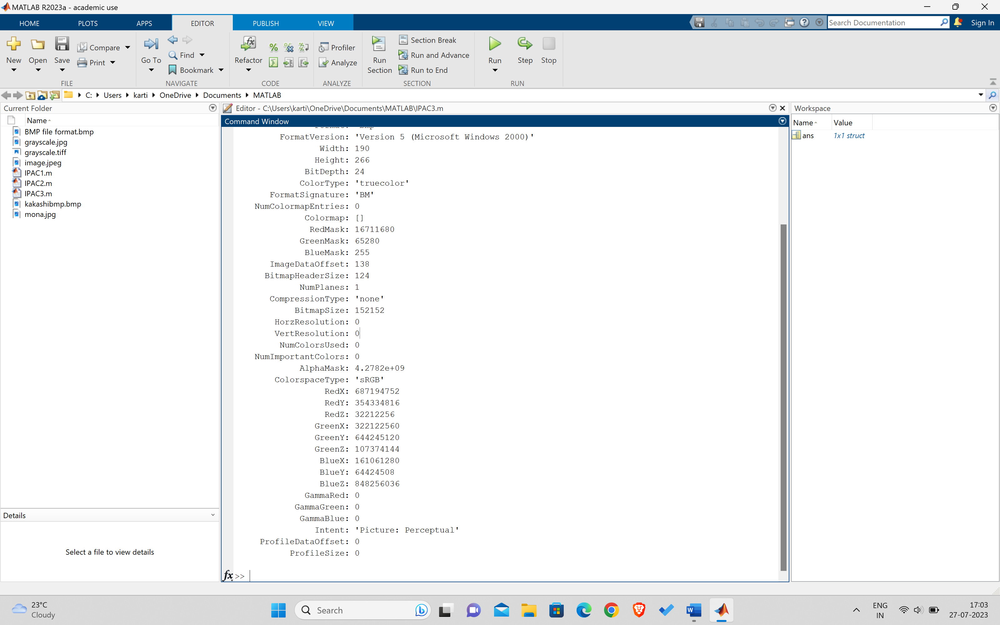 MATLAB R2023a - academic use
HOME PLOTS APPS EDITOR PUBLISH VIEW
Search Documentation
Sign In
New Open Save Compare Print
Go To Find Bookmark
Refactor
Profiler
Analyze
Run Section
Section Break
Run and Advance
Run to End
Run Step Stop
FILE NAVIGATE CODE ANALYZE SECTION RUN
C: Users karti OneDrive Documents MATLAB
Current Folder
Name
BMP file format.bmp
grayscale.jpg
grayscale.tiff
image.jpeg
IPAC1.m
IPAC2.m
IPAC3.m
kakashibmp.bmp
mona.jpg
Details
Select a file to view details
Editor - C:\Users\karti\OneDrive\Documents\MATLAB\IPAC3.m
Command Window
FormatVersion: 'Version 5 (Microsoft Windows 2000)'
Width: 190
Height: 266
BitDepth: 24
ColorType: 'truecolor'
FormatSignature: 'BM'
NumColormapEntries: 0
Colormap: []
RedMask: 16711680
GreenMask: 65280
BlueMask: 255
ImageDataOffset: 138
BitmapHeaderSize: 124
NumPlanes: 1
CompressionType: 'none'
BitmapSize: 152152
HorzResolution: 0
VertResolution: 0
NumColorsUsed: 0
NumImportantColors: 0
AlphaMask: 4.2782e+09
ColorspaceType: 'sRGB'
RedX: 687194752
RedY: 354334816
RedZ: 32212256
GreenX: 322122560
GreenY: 644245120
GreenZ: 107374144
BlueX: 161061280
BlueY: 64424508
BlueZ: 848256036
GammaRed: 0
GammaGreen: 0
GammaBlue: 0
Intent: 'Picture: Perceptual'
ProfileDataOffset: 0
ProfileSize: 0
fx >>
Workspace
Name Value
ans 1x1 struct
23°C
Cloudy
Search
ENG
IN
17:03
27-07-2023